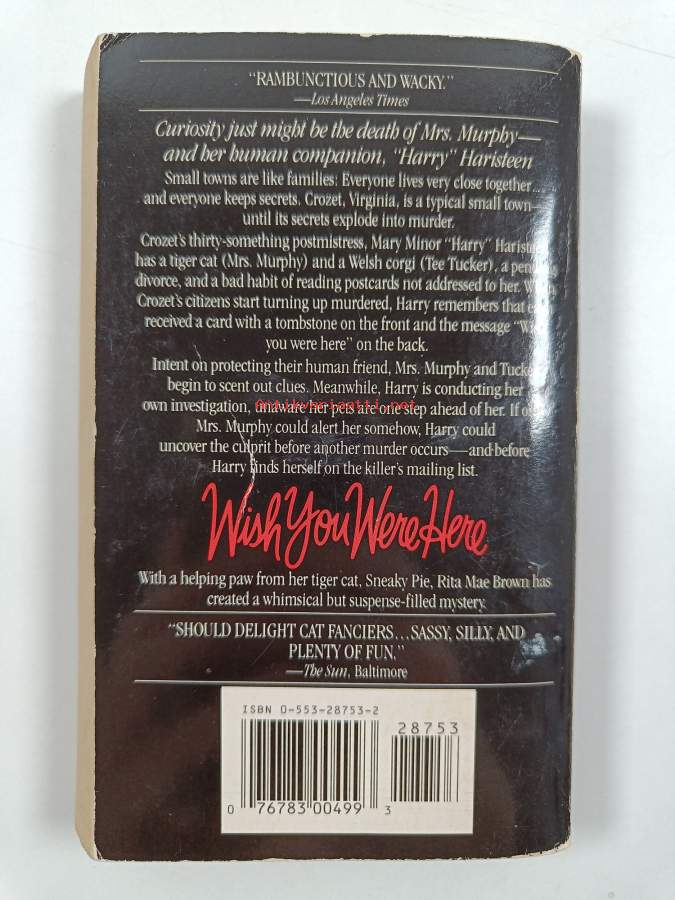 "RAMBUNCTIOUS AND WACKY."
—Los Angeles Times
Curiosity just might be the death of Mrs. Murphy—
and her human companion, "Harry" Haristeen
Small towns are like families: Everyone lives very close together...
and everyone keeps secrets. Crozet, Virginia, is a typical small town—
until its secrets explode into murder.
Crozet's thirty-something postmistress, Mary Minor "Harry"
has a tiger cat (Mrs. Murphy) and a Welsh corgi (Tee Tucker), a
divorce, and a bad habit of reading postcards not addressed to her.
Crozet's citizens start turning up murdered, Harry remembers that
received a card with a tombstone on the front and the message
you were here" on the back.
Intent on protecting their human friend, Mrs. Murphy and
begin to scent out clues. Meanwhile, Harry is conducting her
own investigation, unaware her pets are one step ahead of her. If
Antikvariaatti.net
Mrs. Murphy could alert her somehow, Harry could
uncover the culprit before another murder occurs—and before
Harry finds herself on the killer's mailing list.
Wish You Were Here
With a helping paw from her tiger cat, Sneaky Pie, Rita Mae Brown has
created a whimsical but suspense-filled mystery.
"SHOULD DELIGHT CAT FANCIERS...SASSY, SILLY, AND
PLENTY OF FUN."
—The Sun, Baltimore
ISBN 0-553-28753-2
28753
0 76783 00499 3